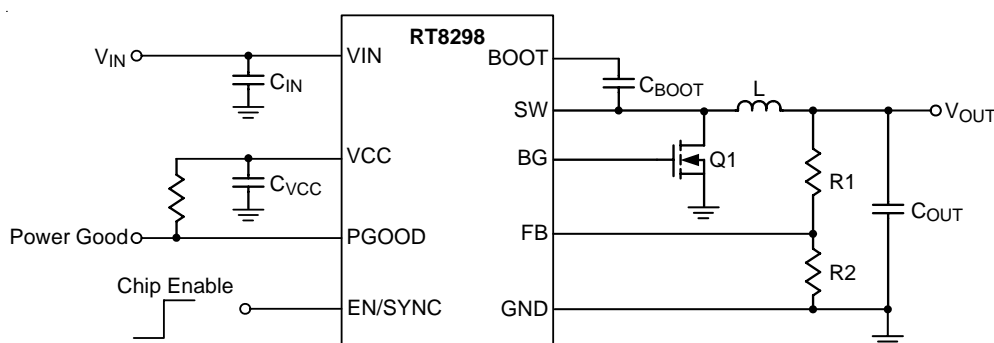 RT8298
VIN
VIN
CIN
BOOT
CBOOT
SW
L
VOUT
VCC
CVCC
BG
Q1
R1
COUT
Power Good
PGOOD
FB
R2
Chip Enable
EN/SYNC
GND